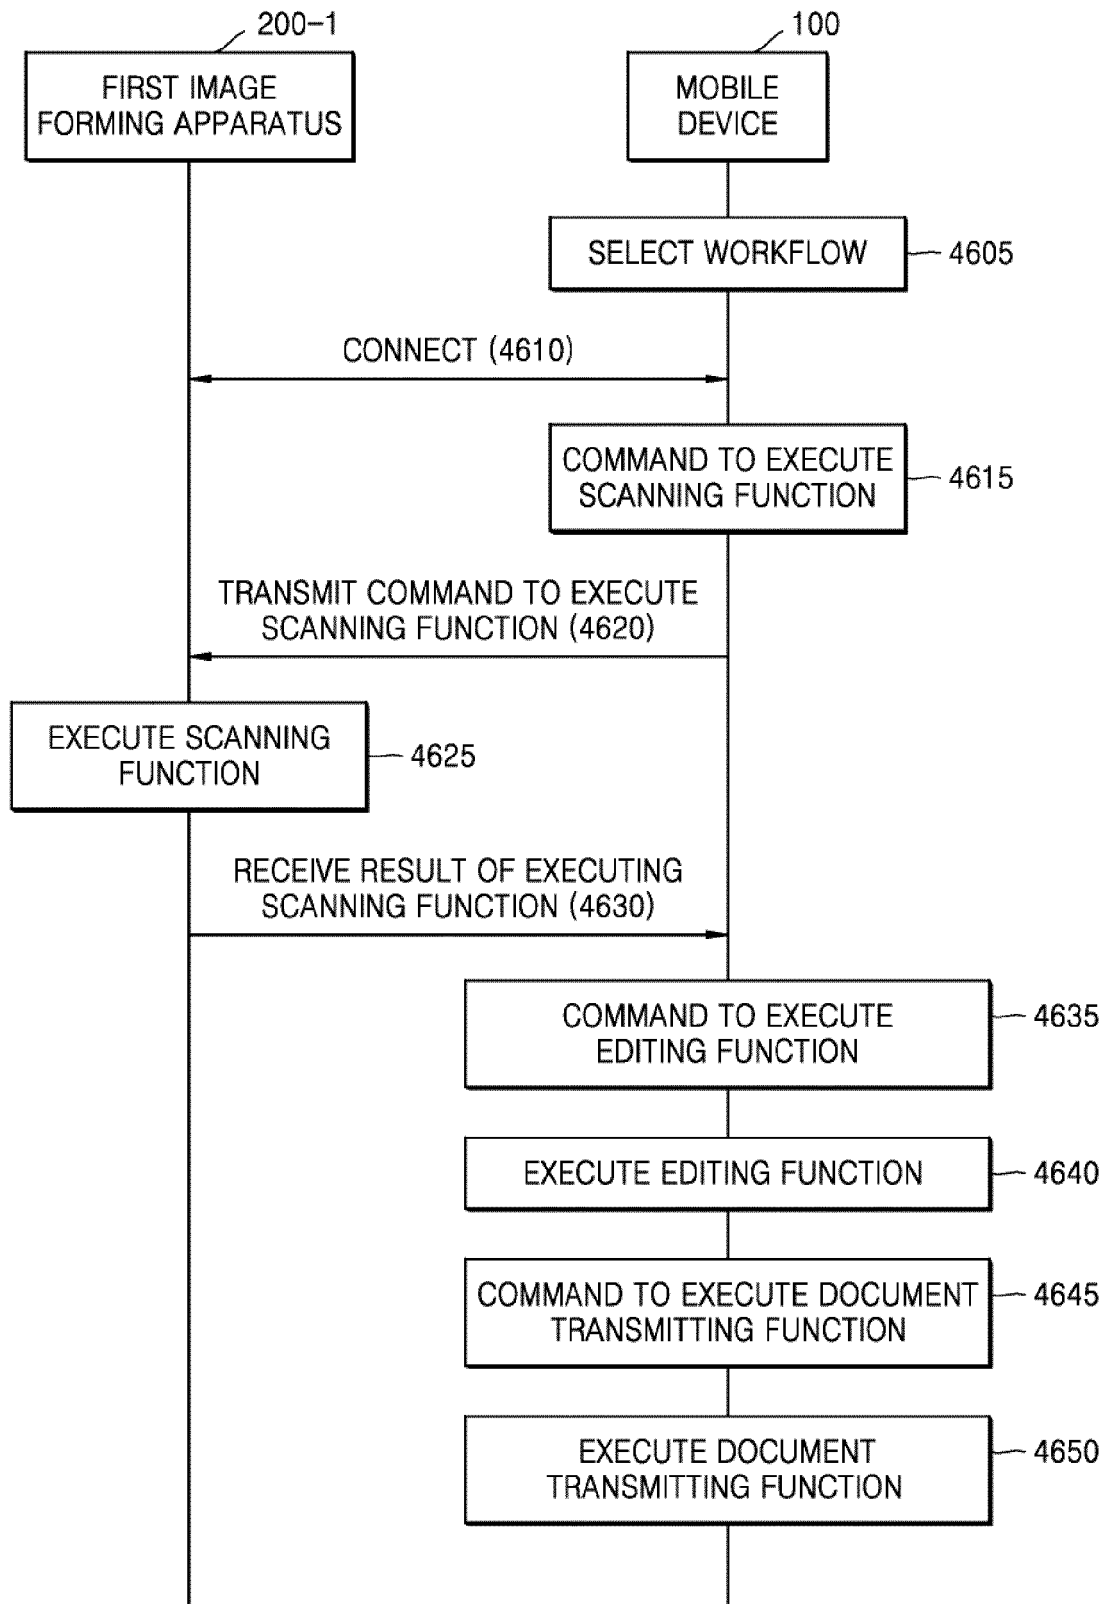 200-1
100
FIRST IMAGE
FORMING APPARATUS
MOBILE
DEVICE
SELECT WORKFLOW
4605
CONNECT (4610)
COMMAND TO EXECUTE
SCANNING FUNCTION
4615
TRANSMIT COMMAND TO EXECUTE
SCANNING FUNCTION (4620)
EXECUTE SCANNING
FUNCTION
4625
RECEIVE RESULT OF EXECUTING
SCANNING FUNCTION (4630)
COMMAND TO EXECUTE
EDITING FUNCTION
4635
EXECUTE EDITING FUNCTION
4640
COMMAND TO EXECUTE DOCUMENT
TRANSMITTING FUNCTION
4645
EXECUTE DOCUMENT
TRANSMITTING FUNCTION
4650